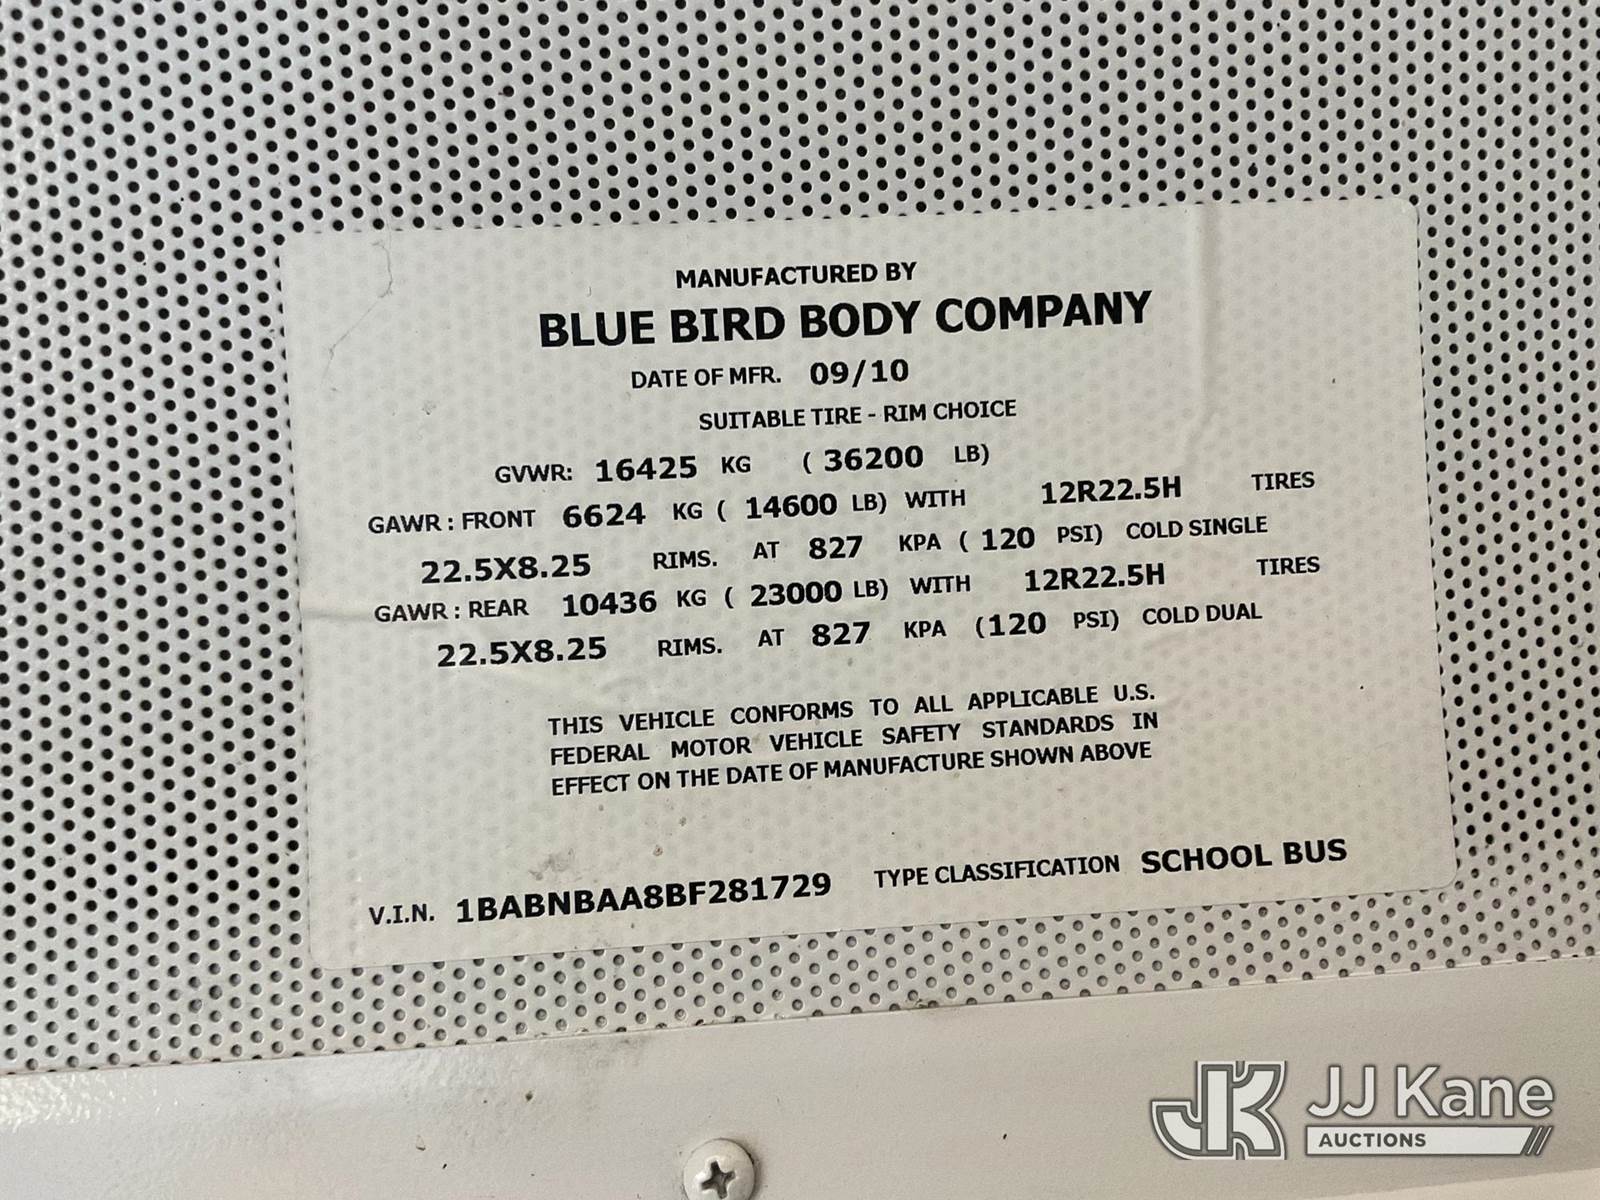 MANUFACTURED BY
BLUE BIRD BODY COMPANY
DATE OF MFR. 09/10
SUITABLE TIRE - RIM CHOICE
GVWR: 16425 KG ( 36200 LB)
GAWR : FRONT 6624 KG ( 14600 LB) WITH 12R22.5H TIRES
22.5X8.25 RIMS. AT 827 KPA ( 120 PSI) COLD SINGLE
GAWR : REAR 10436 KG ( 23000 LB) WITH 12R22.5H TIRES
22.5X8.25 RIMS. AT 827 KPA (120 PSI) COLD DUAL
THIS VEHICLE CONFORMS TO ALL APPLICABLE U.S.
FEDERAL MOTOR VEHICLE SAFETY STANDARDS IN
EFFECT ON THE DATE OF MANUFACTURE SHOWN ABOVE
V.I.N. 1BABNBAA8BF281729 TYPE CLASSIFICATION SCHOOL BUS
JK JJ Kane
AUCTIONS